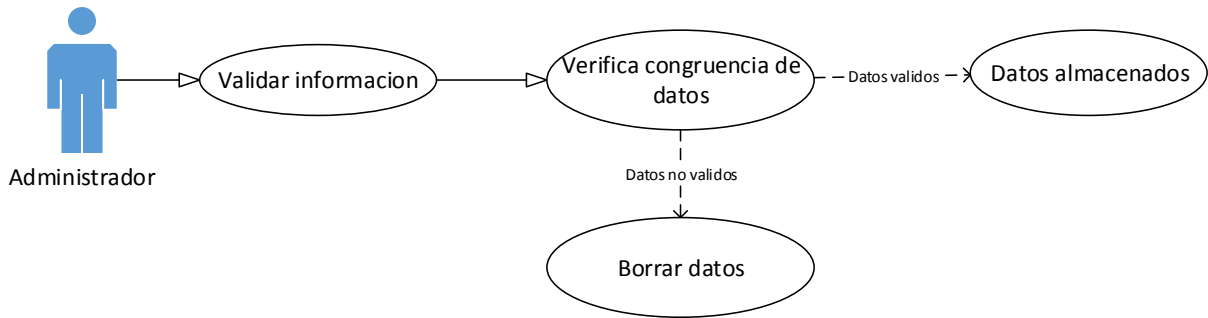 Administrador
Validar informacion
Verifica congruencia de
datos
Datos validos
Datos almacenados
Datos no validos
Borrar datos